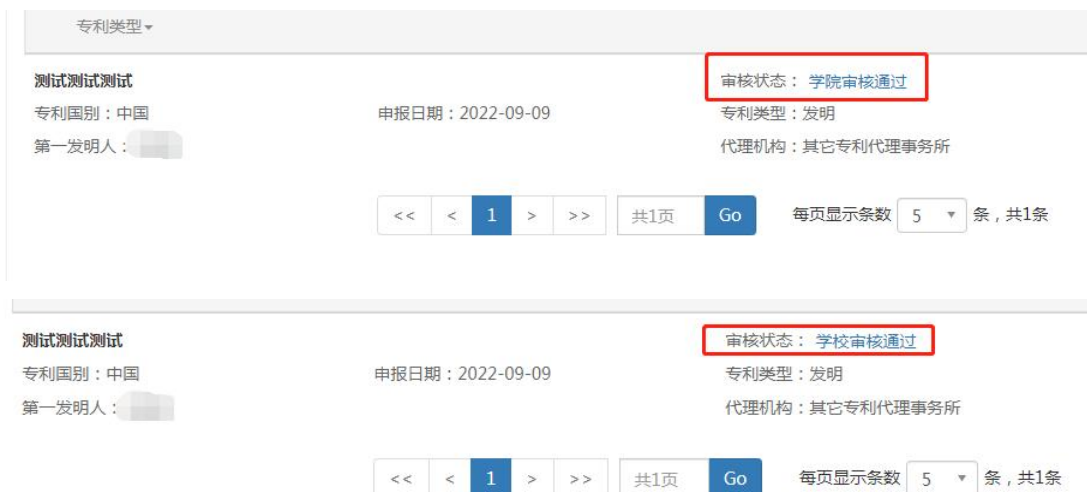 专利类型
测试测试测试 审核状态： 学院审核通过
专利国别：中国 申报日期：2022-09-09 专利类型：发明
第一发明人： 代理机构：其它专利代理事务所
<< < 1 > >> 共1页 Go 每页显示条数 5 条，共1条
测试测试测试 审核状态： 学校审核通过
专利国别：中国 申报日期：2022-09-09 专利类型：发明
第一发明人： 代理机构：其它专利代理事务所
<< < 1 > >> 共1页 Go 每页显示条数 5 条，共1条